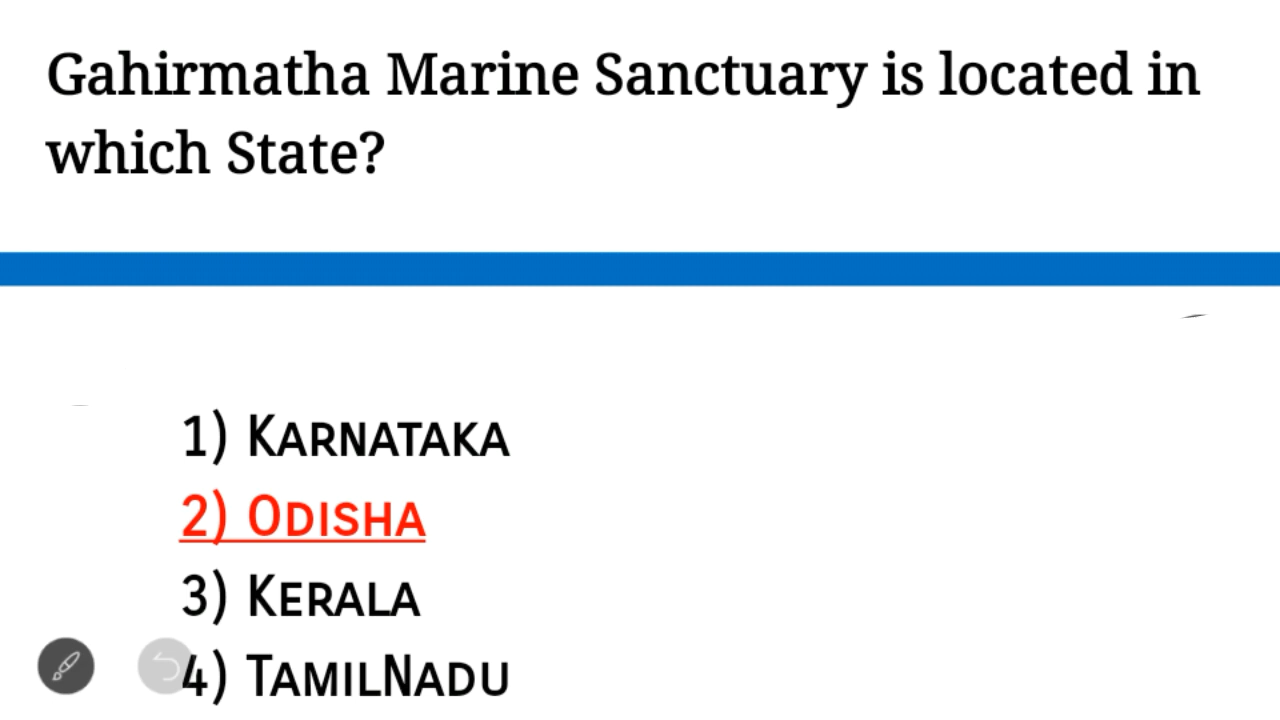 Gahirmatha Marine Sanctuary is located in
which State?
1) Karnataka
2) Odisha
3) Kerala
4) TamilNadu